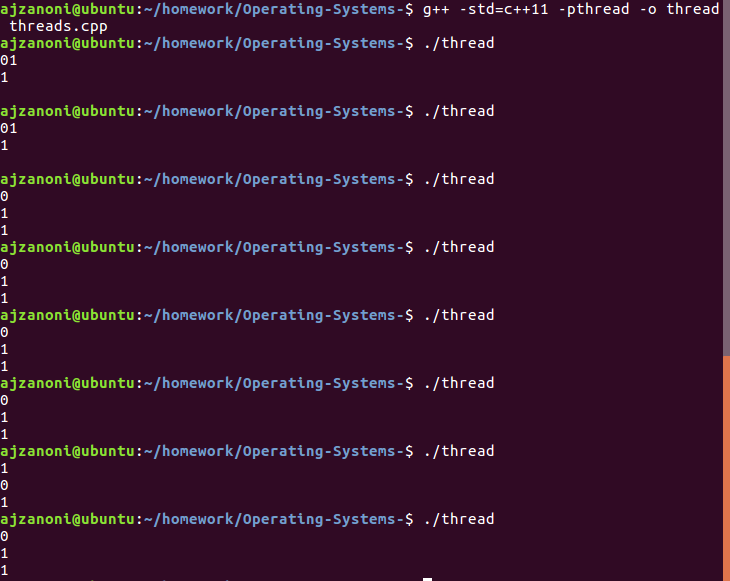 ajzanoni@ubuntu:~/homework/Operating-Systems-$ g++ -std=c++11 -pthread -o thread
 threads.cpp
ajzanoni@ubuntu:~/homework/Operating-Systems-$ ./thread
01
1

ajzanoni@ubuntu:~/homework/Operating-Systems-$ ./thread
01
1

ajzanoni@ubuntu:~/homework/Operating-Systems-$ ./thread
0
1
1
ajzanoni@ubuntu:~/homework/Operating-Systems-$ ./thread
0
1
1
ajzanoni@ubuntu:~/homework/Operating-Systems-$ ./thread
0
1
1
ajzanoni@ubuntu:~/homework/Operating-Systems-$ ./thread
0
1
1
ajzanoni@ubuntu:~/homework/Operating-Systems-$ ./thread
1
0
1
ajzanoni@ubuntu:~/homework/Operating-Systems-$ ./thread
0
1
1